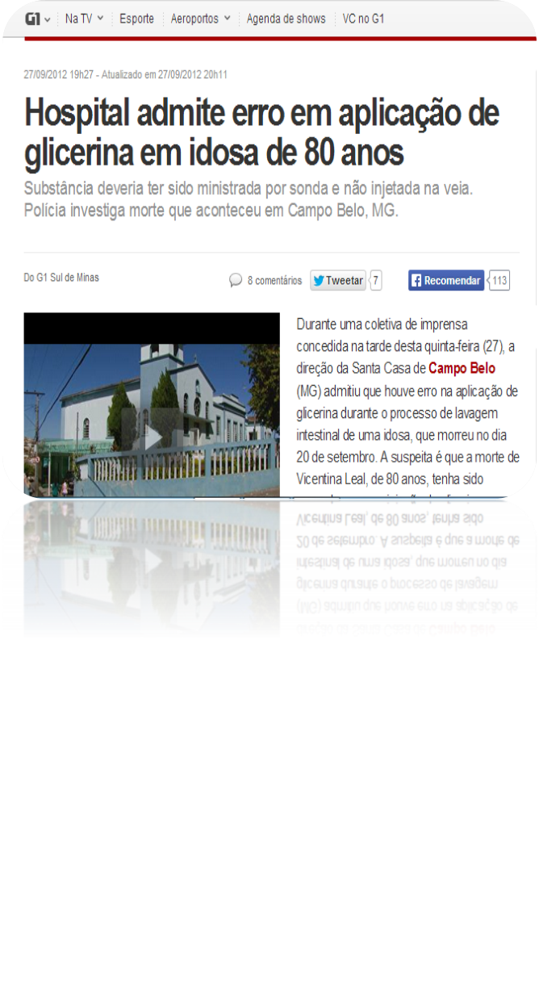 G1 Na TV Esporte Aeroportos Agenda de shows VC no G1
27/09/2012 19h27 - Atualizado em 27/09/2012 20h11
Hospital admite erro em aplicação de
glicerina em idosa de 80 anos
Substância deveria ter sido ministrada por sonda e não injetada na veia.
Polícia investiga morte que aconteceu em Campo Belo, MG.
Do G1 Sul de Minas
8 comentários Tweetar 7 Recomendar 113
Durante uma coletiva de imprensa
concedida na tarde desta quinta-feira (27), a
direção da Santa Casa de Campo Belo
(MG) admitiu que houve erro na aplicação de
glicerina durante o processo de lavagem
intestinal de uma idosa, que morreu no dia
20 de setembro. A suspeita é que a morte de
Vicentina Leal, de 80 anos, tenha sido